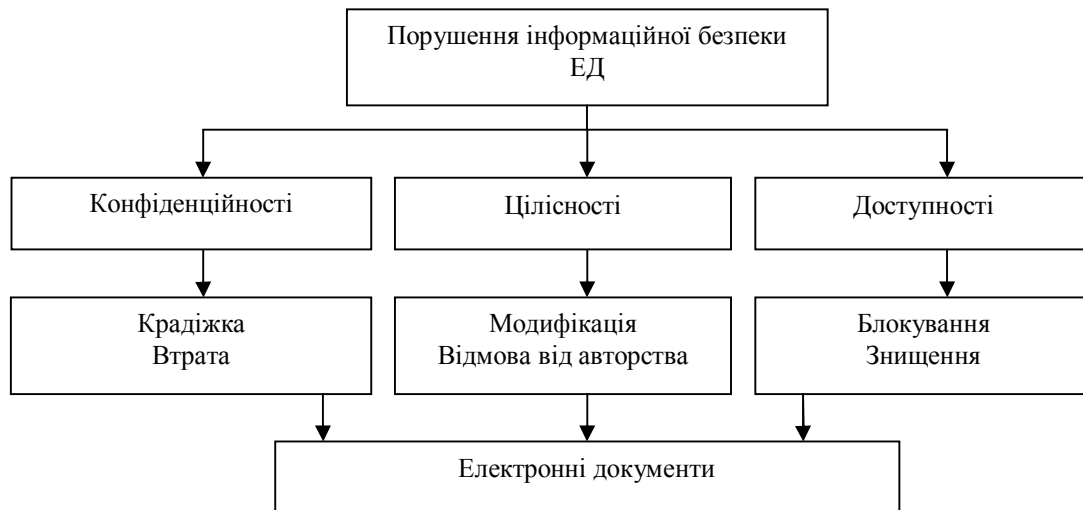 Порушення інформаційної безпеки
ЕД
Конфіденційності
Цілісності
Доступності
Крадіжка
Втрата
Модифікація
Відмова від авторства
Блокування
Знищення
Електронні документи